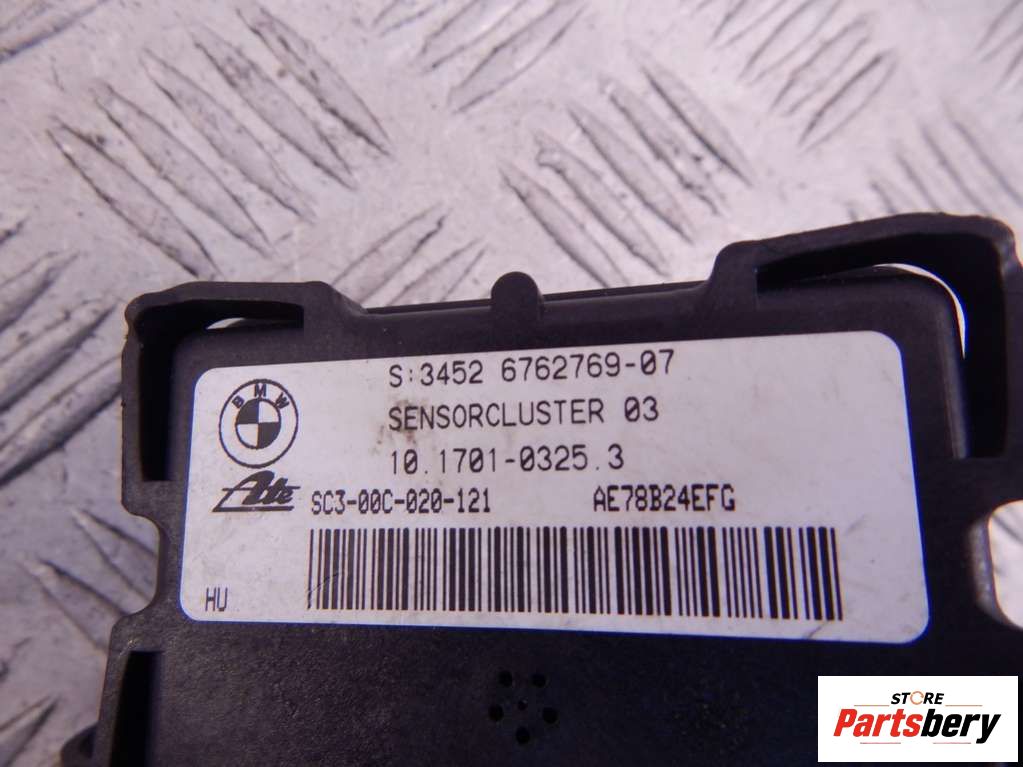 S:3452 6762769-07
BMW
SENSORCLUSTER 03
10.1701-0325.3
Ate
SC3-00C-020-121 AE78B24EFG
HU
STORE
Partsbery